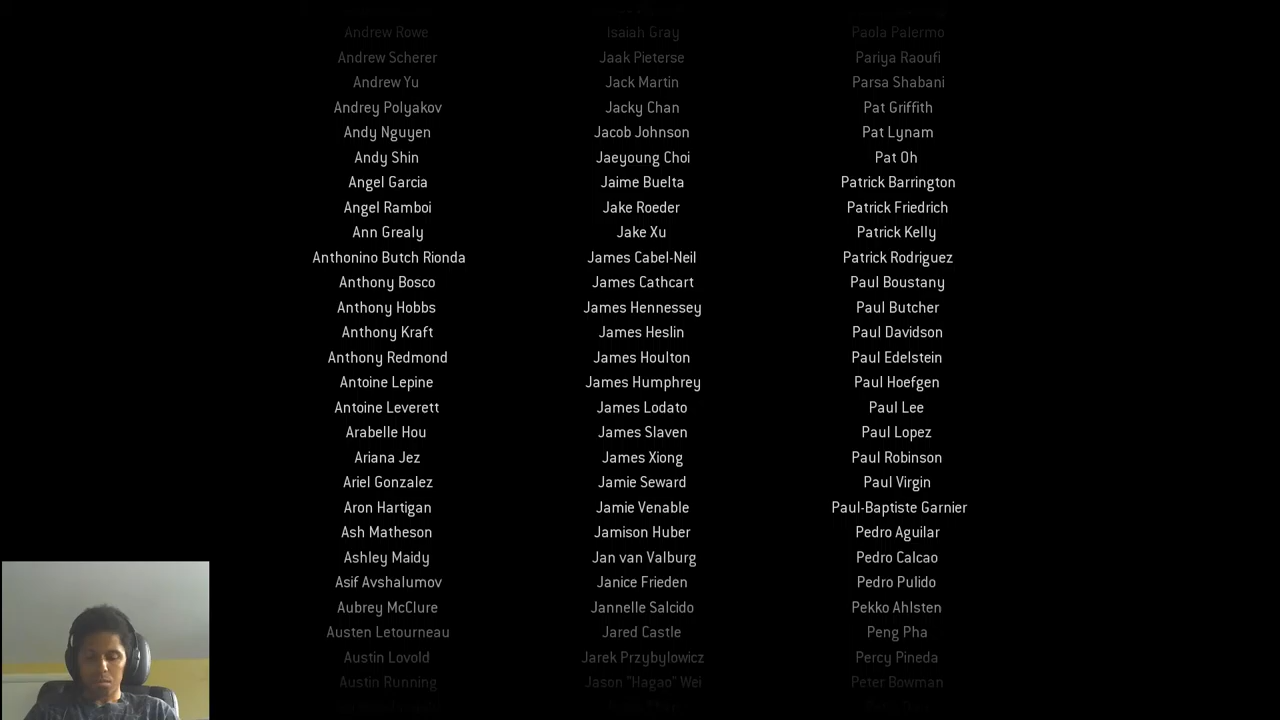 Andrew Rowe
Andrew Scherer
Andrew Yu
Andrey Polyakov
Andy Nguyen
Andy Shin
Angel Garcia
Angel Ramboi
Ann Grealy
Anthonino Butch Rionda
Anthony Bosco
Anthony Hobbs
Anthony Kraft
Anthony Redmond
Antoine Lepine
Antoine Leverett
Arabelle Hou
Ariana Jez
Ariel Gonzalez
Aron Hartigan
Ash Matheson
Ashley Maidy
Asif Avshalumov
Aubrey McClure
Austen Letourneau
Austin Lovold
Austin Running
Isaiah Gray
Jaak Pieterse
Jack Martin
Jacky Chan
Jacob Johnson
Jaeyoung Choi
Jaime Buelta
Jake Roeder
Jake Xu
James Cabel-Neil
James Cathcart
James Hennessey
James Heslin
James Houlton
James Humphrey
James Lodato
James Slaven
James Xiong
Jamie Seward
Jamie Venable
Jamison Huber
Jan van Valburg
Janice Frieden
Jannelle Salcido
Jared Castle
Jarek Przybylowicz
Jason "Hagao" Wei
Paola Palermo
Pariya Raoufi
Parsa Shabani
Pat Griffith
Pat Lynam
Pat Oh
Patrick Barrington
Patrick Friedrich
Patrick Kelly
Patrick Rodriguez
Paul Boustany
Paul Butcher
Paul Davidson
Paul Edelstein
Paul Hoefgen
Paul Lee
Paul Lopez
Paul Robinson
Paul Virgin
Paul-Baptiste Garnier
Pedro Aguilar
Pedro Calcao
Pedro Pulido
Pekko Ahlsten
Peng Pha
Percy Pineda
Peter Bowman